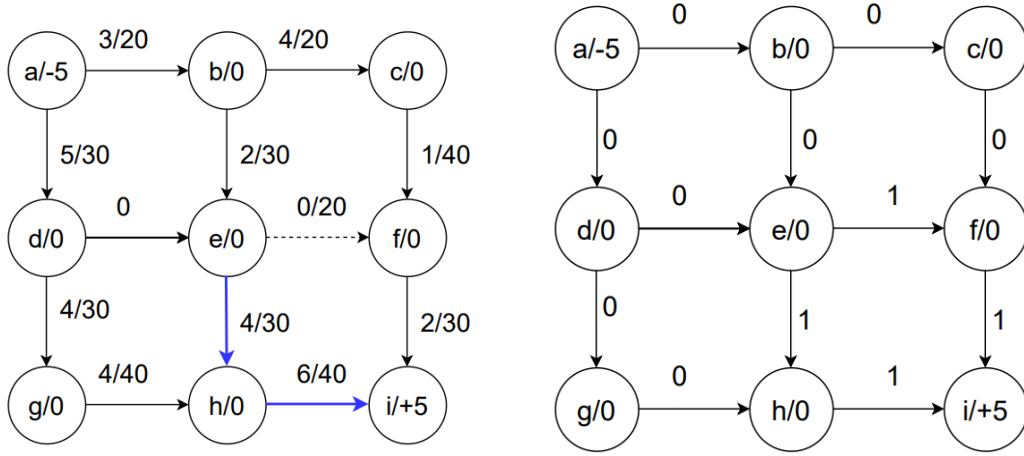 3/20 4/20
a/-5 b/0 c/0
5/30 2/30 1/40
0 0/20
d/0 e/0 f/0
4/30 4/30 2/30
4/40 6/40
g/0 h/0 i/+5
0 0
a/-5 b/0 c/0
0 0 0
0 1
d/0 e/0 f/0
0 1 1
0 1
g/0 h/0 i/+5